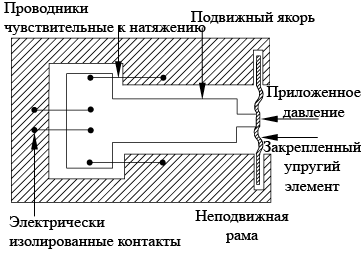 Проводники
чувствительные к натяжению
Подвижный якорь
Приложенное
давление
Закрепленный
упругий
элемент
Неподвижная
рама
Электрически
изолированные контакты